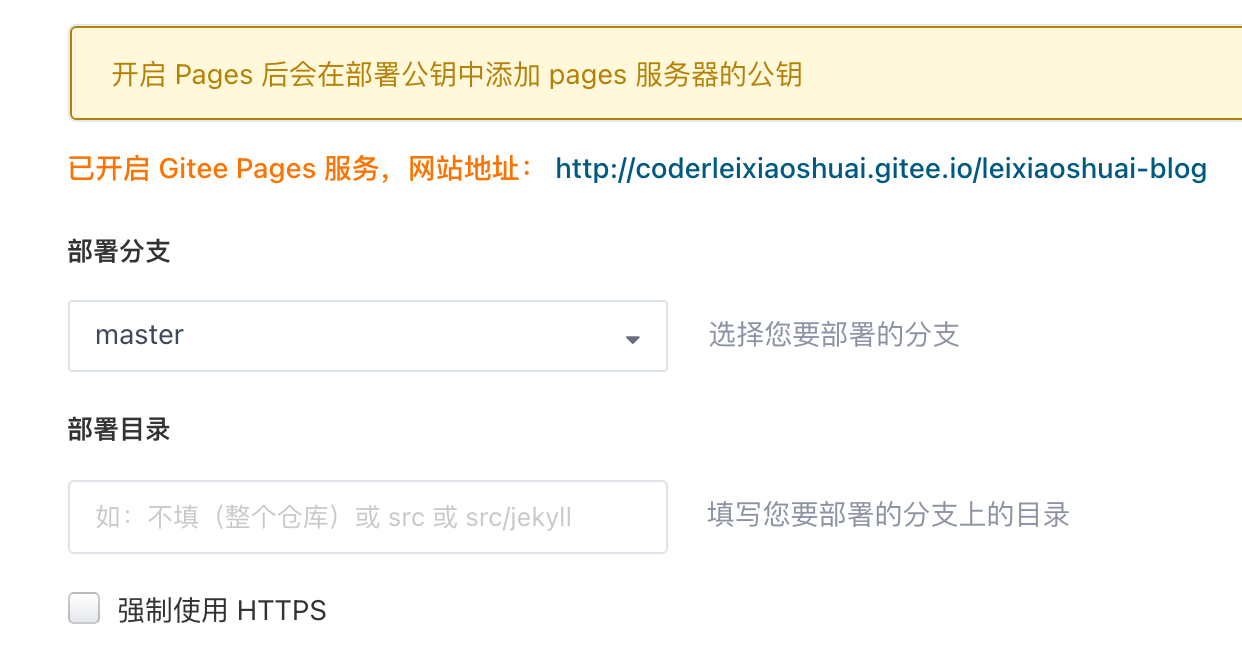 开启 Pages 后会在部署公钥中添加 pages 服务器的公钥
已开启 Gitee Pages 服务，网站地址： http://coderleixiaoshuai.gitee.io/leixiaoshuai-blog
部署分支
master 选择您要部署的分支
部署目录
如：不填（整个仓库）或 src 或 src/jekyll 填写您要部署的分支上的目录
强制使用 HTTPS